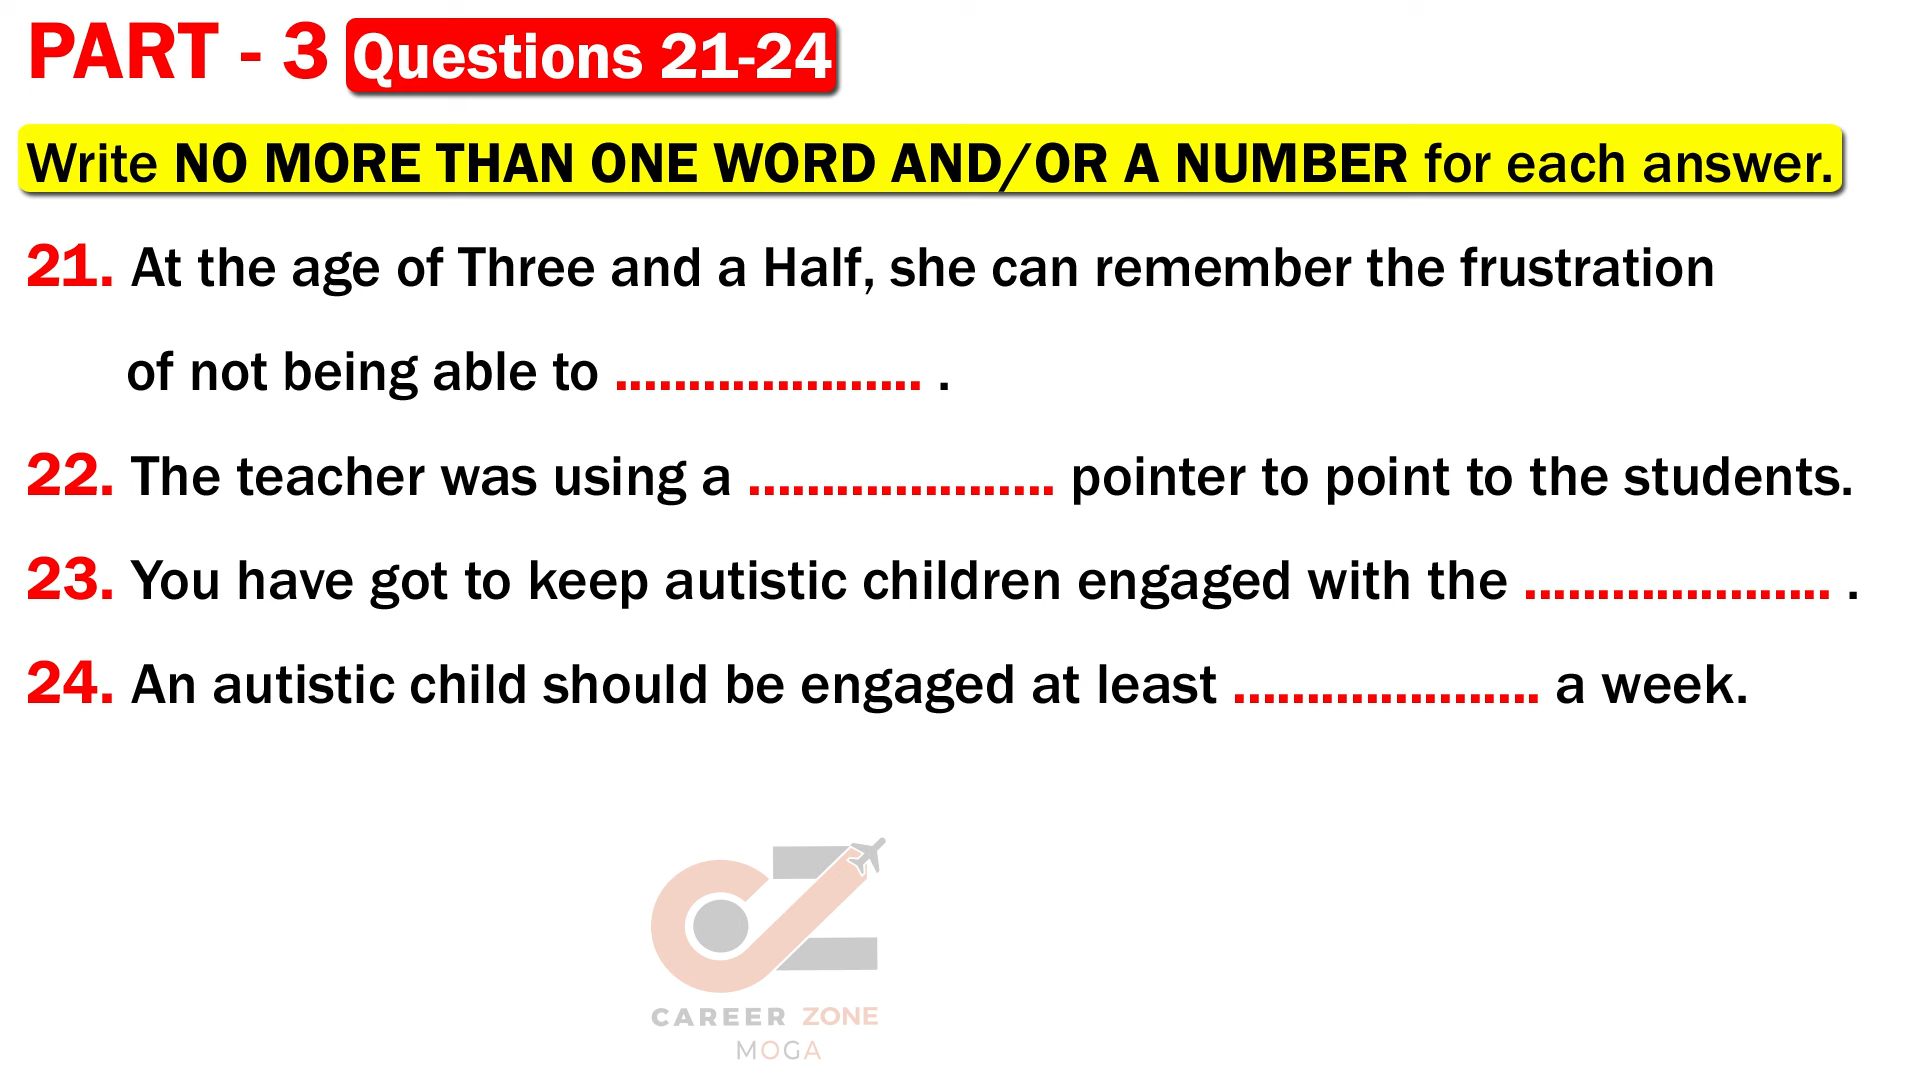 PART - 3 Questions 21-24
Write NO MORE THAN ONE WORD AND/OR A NUMBER for each answer.
21. At the age of Three and a Half, she can remember the frustration
of not being able to ..................... .
22. The teacher was using a ..................... pointer to point to the students.
23. You have got to keep autistic children engaged with the ..................... .
24. An autistic child should be engaged at least ..................... a week.
CAREER ZONE
MOGA